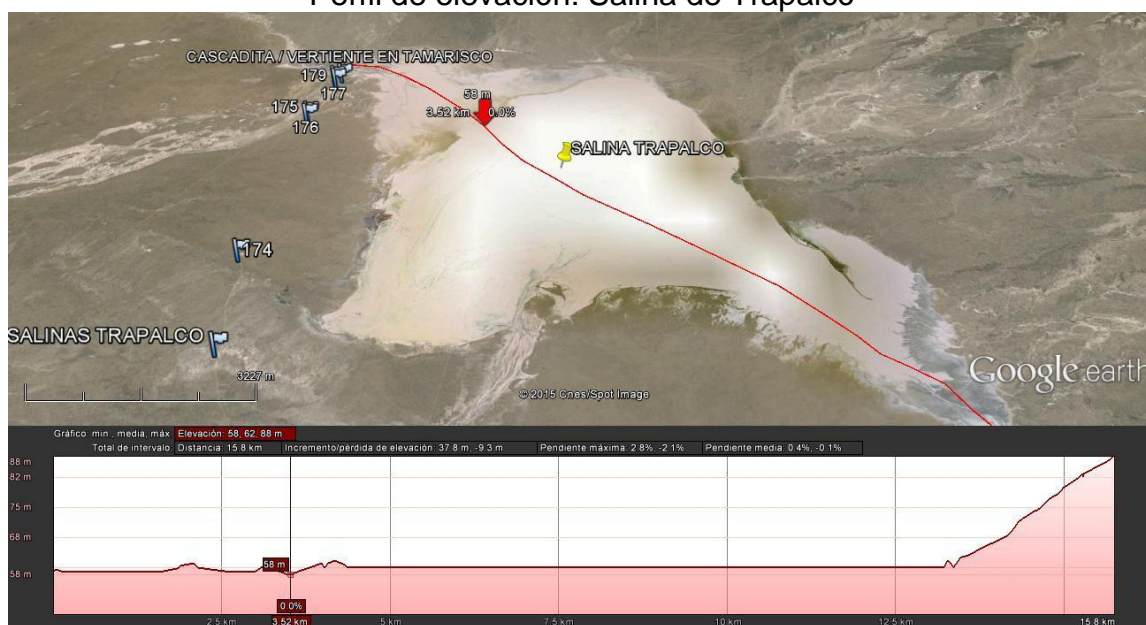 Perfil de elevación: Salina de Trapalco
CASCADITA / VERTIENTE EN TAMARISCO
179
177
175
176
58 m
3.52 km 0.0%
SALINA TRAPALCO
174
SALINAS TRAPALCO
3227 m
© 2015 Cnes/Spot Image
Google earth
Gráfico: min., media, máx. Elevación: 58, 62, 88 m
Total de intervalo: Distancia: 15.8 km Incremento/pérdida de elevación: 37.8 m, -9.3 m Pendiente máxima: 2.8%, -2.1% Pendiente media: 0.4%, -0.1%
88 m
82 m
75 m
68 m
58 m
58 m
0.0%
2.5 km 3.52 km 5 km 7.5 km 10 km 12.5 km 15.8 km